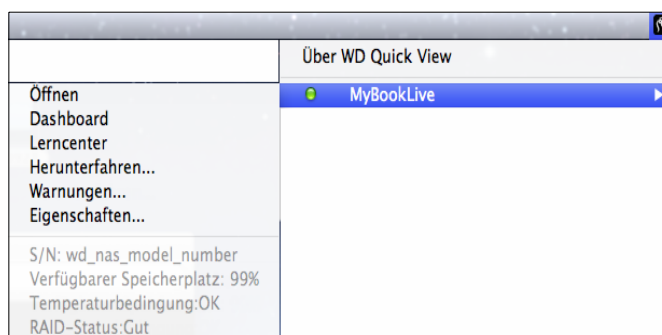 Über WD Quick View
MyBookLive
Öffnen
Dashboard
Lerncenter
Herunterfahren...
Warnungen...
Eigenschaften...
S/N: wd_nas_model_number
Verfügbarer Speicherplatz: 99%
Temperaturbedingung:OK
RAID-Status:Gut